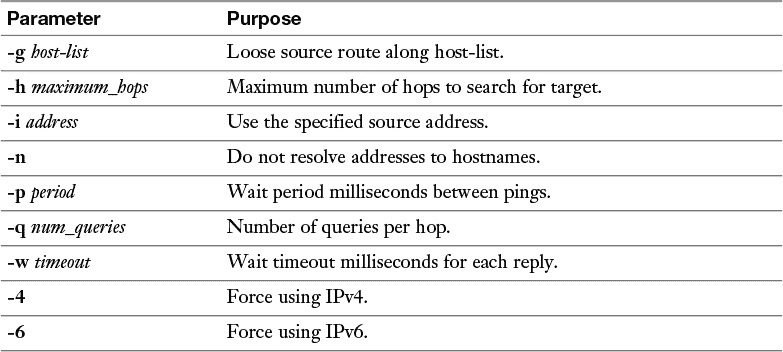 Parameter Purpose
-g host-list Loose source route along host-list.
-h maximum_hops Maximum number of hops to search for target.
-i address Use the specified source address.
-n Do not resolve addresses to hostnames.
-p period Wait period milliseconds between pings.
-q num_queries Number of queries per hop.
-w timeout Wait timeout milliseconds for each reply.
-4 Force using IPv4.
-6 Force using IPv6.